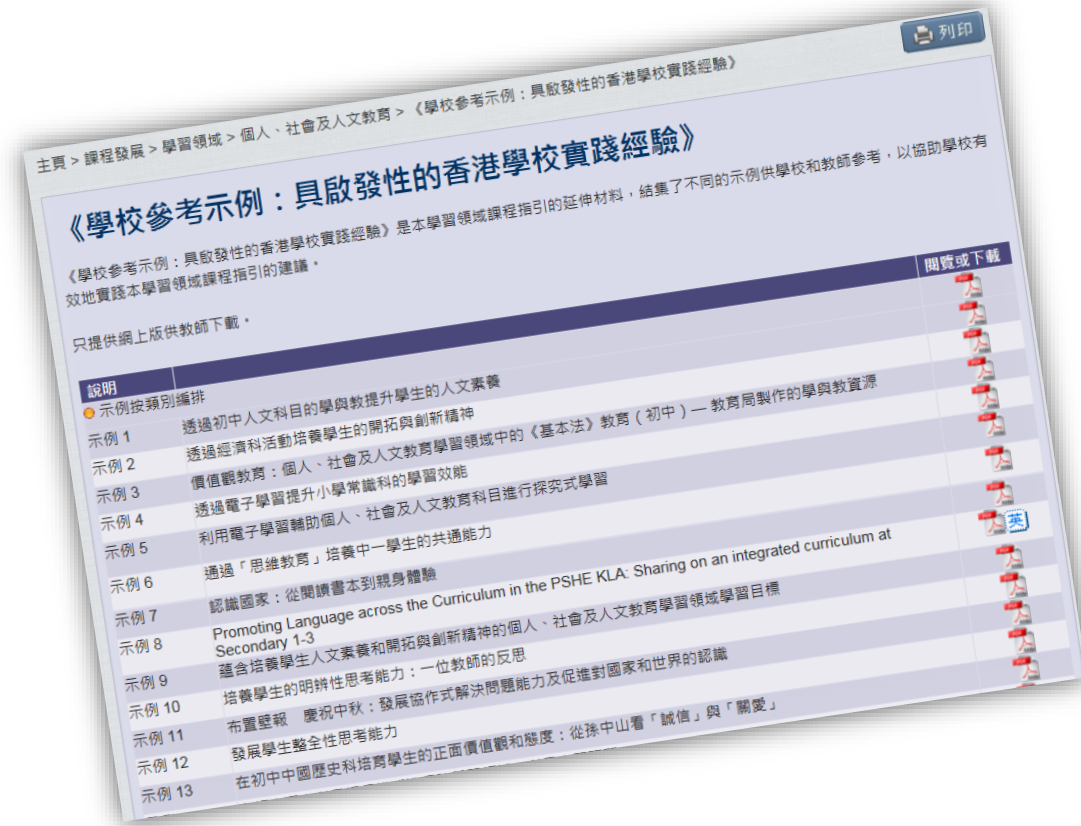 列印
主頁 > 課程發展 > 學習領域 > 個人、社會及人文教育 > 《學校參考示例：具啟發性的香港學校實踐經驗》
《學校參考示例：具啟發性的香港學校實踐經驗》
《學校參考示例：具啟發性的香港學校實踐經驗》是本學習領域課程指引的延伸材料，結集了不同的示例供學校和教師參考，以協助學校有
效地實踐本學習領域課程指引的建議。
只提供網上版供教師下載。
說明 閱覽或下載
示例按類別編排
示例 1 透過初中人文科目的學與教提升學生的人文素養
示例 2 透過經濟科活動培養學生的開拓與創新精神
示例 3 價值觀教育：個人、社會及人文教育學習領域中的《基本法》教育（初中）— 教育局製作的學與教資源
示例 4 透過電子學習提升小學常識科的學習效能
示例 5 利用電子學習輔助個人、社會及人文教育科目進行探究式學習
示例 6 通過「思維教育」培養中一學生的共通能力
示例 7 認識國家：從閱讀書本到親身體驗
示例 8 Promoting Language across the Curriculum in the PSHE KLA: Sharing on an integrated curriculum at 英
Secondary 1-3
示例 9 蘊含培養學生人文素養和開拓與創新精神的個人、社會及人文教育學習領域學習目標
示例 10 培養學生的明辨性思考能力：一位教師的反思
示例 11 布置壁報　慶祝中秋：發展協作式解決問題能力及促進對國家和世界的認識
示例 12 發展學生整全性思考能力
示例 13 在初中中國歷史科培育學生的正面價值觀和態度：從孫中山看「誠信」與「關愛」